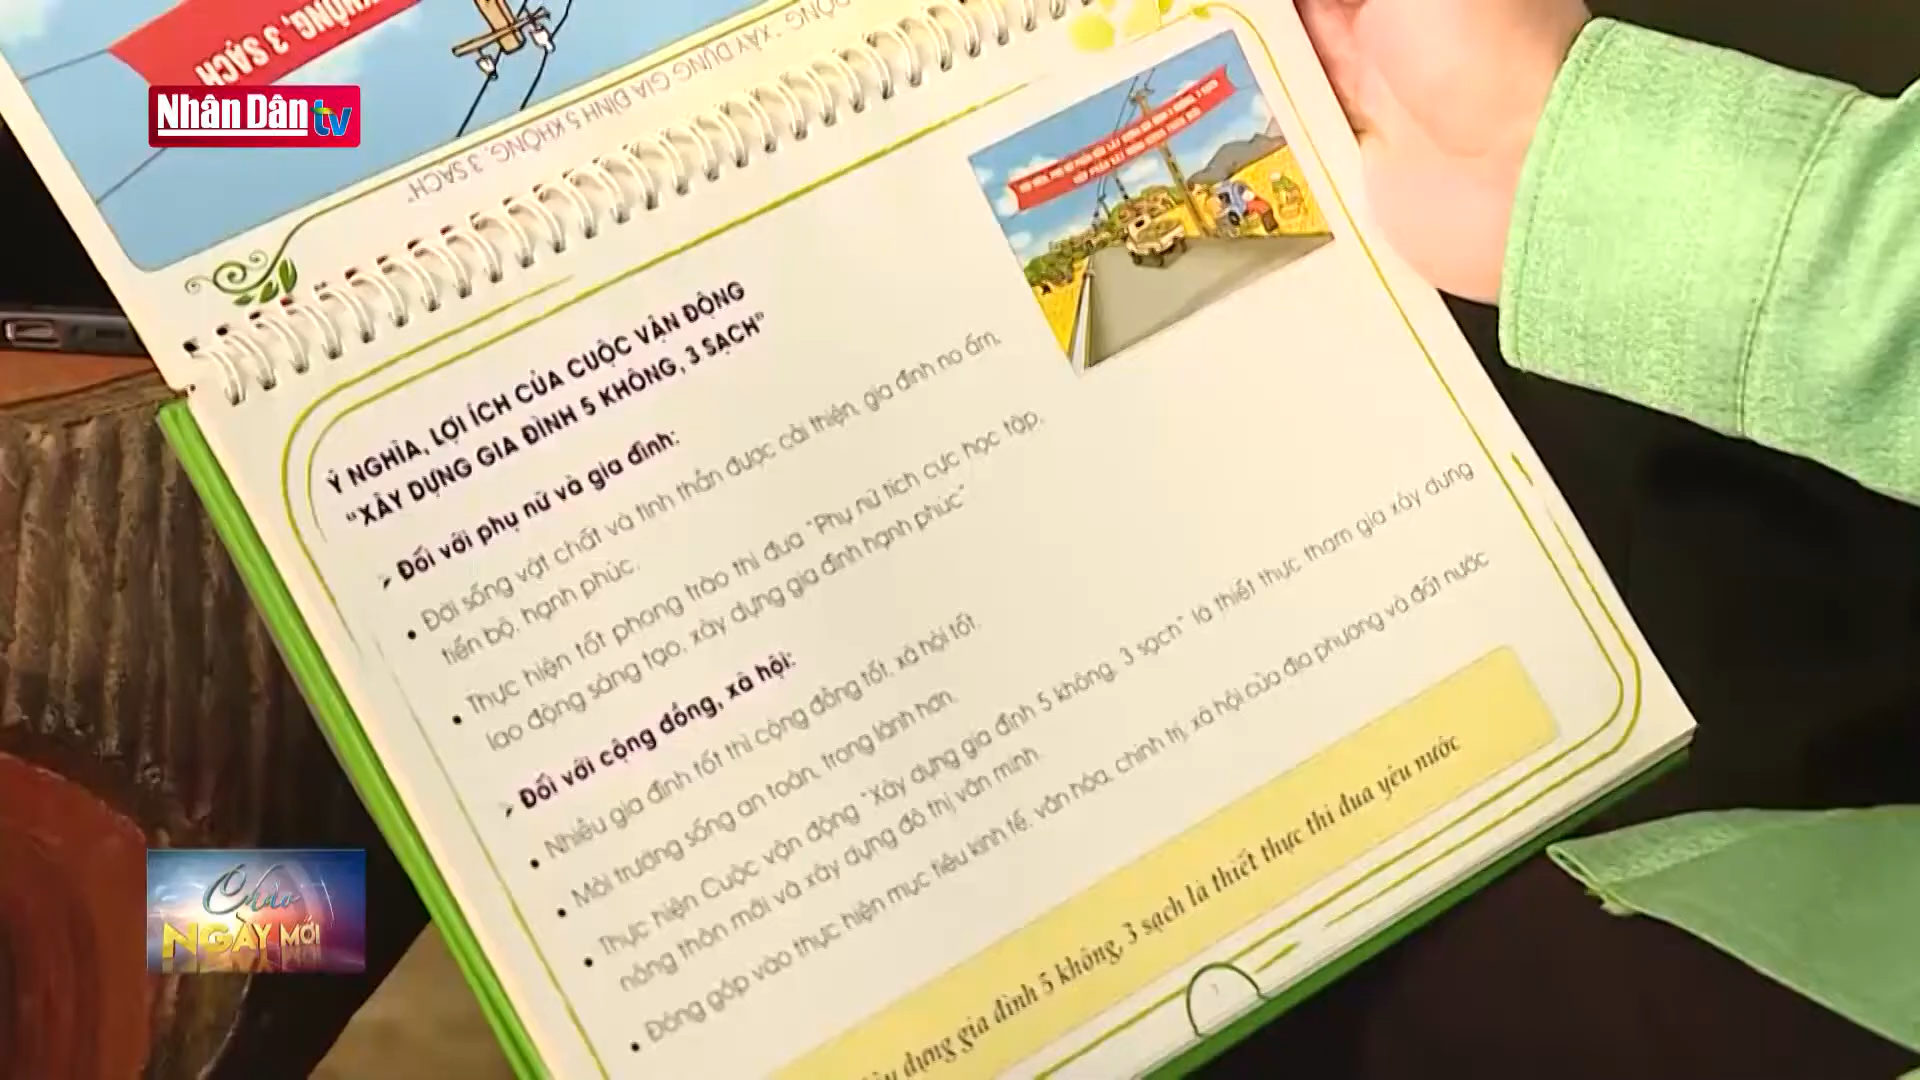 KHÔNG, 3 SẠCH
Nhân Dân tv
ĐỘNG "XÂY DỰNG GIA ĐÌNH 5 KHÔNG, 3 SẠCH"
Ý NGHĨA, LỢI ÍCH CỦA CUỘC VẬN ĐỘNG
"XÂY DỰNG GIA ĐÌNH 5 KHÔNG, 3 SẠCH"
Đối với phụ nữ và gia đình:
• Đời sống vật chất và tinh thần được cải thiện, gia đình no ấm,
tiến bộ, hạnh phúc.
• Thực hiện tốt phong trào thi đua "Phụ nữ tích cực học tập,
lao động sáng tạo, xây dựng gia đình hạnh phúc"
Đối với cộng đồng, xã hội:
• Nhiều gia đình tốt thì cộng đồng tốt, xã hội tốt.
• Môi trường sống an toàn, trong lành hơn.
• Thực hiện Cuộc vận động "Xây dựng gia đình 5 không, 3 sạch" là thiết thực tham gia xây dựng
nông thôn mới và xây dựng đô thị văn minh.
• Đóng góp vào thực hiện mục tiêu kinh tế, văn hóa, chính trị, xã hội của địa phương và đất nước
dựng gia đình 5 không, 3 sạch là thiết thực thi đua yêu nước
Chào
NGÀY MỚI